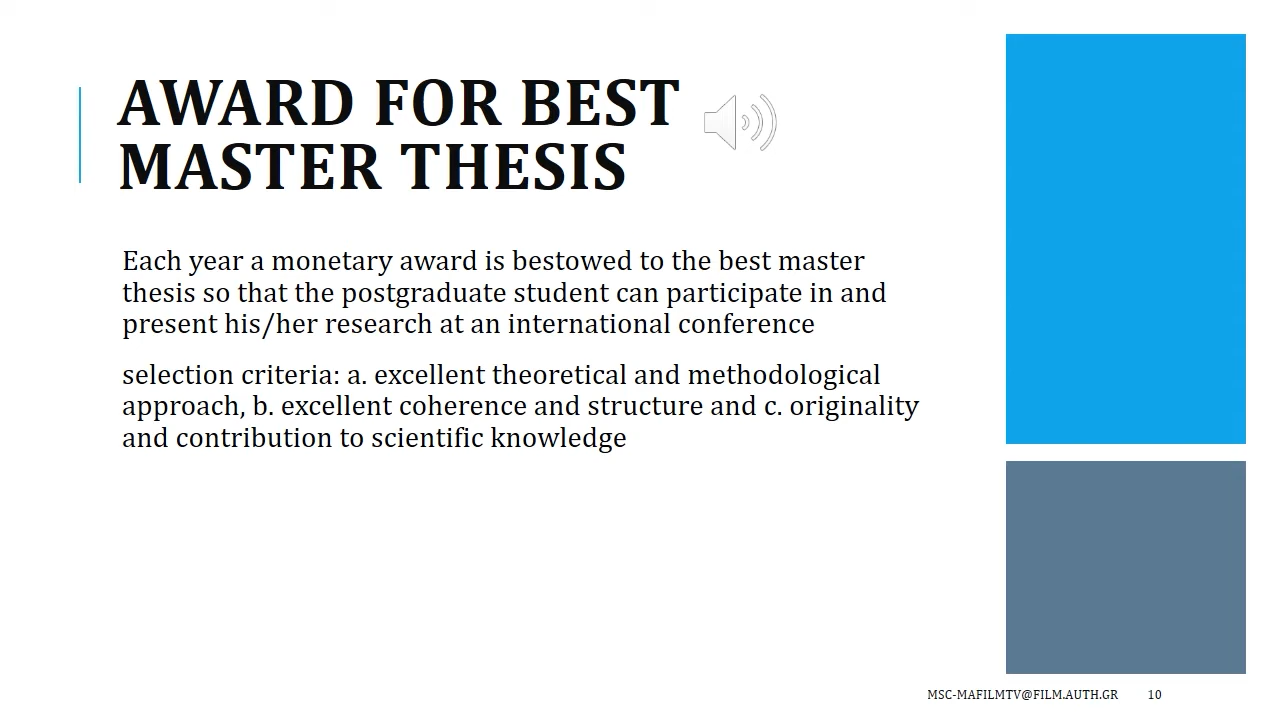 AWARD FOR BEST
MASTER THESIS
Each year a monetary award is bestowed to the best master
thesis so that the postgraduate student can participate in and
present his/her research at an international conference
selection criteria: a. excellent theoretical and methodological
approach, b. excellent coherence and structure and c. originality
and contribution to scientific knowledge
MSC-MAFILMTV@FILM.AUTH.GR 10